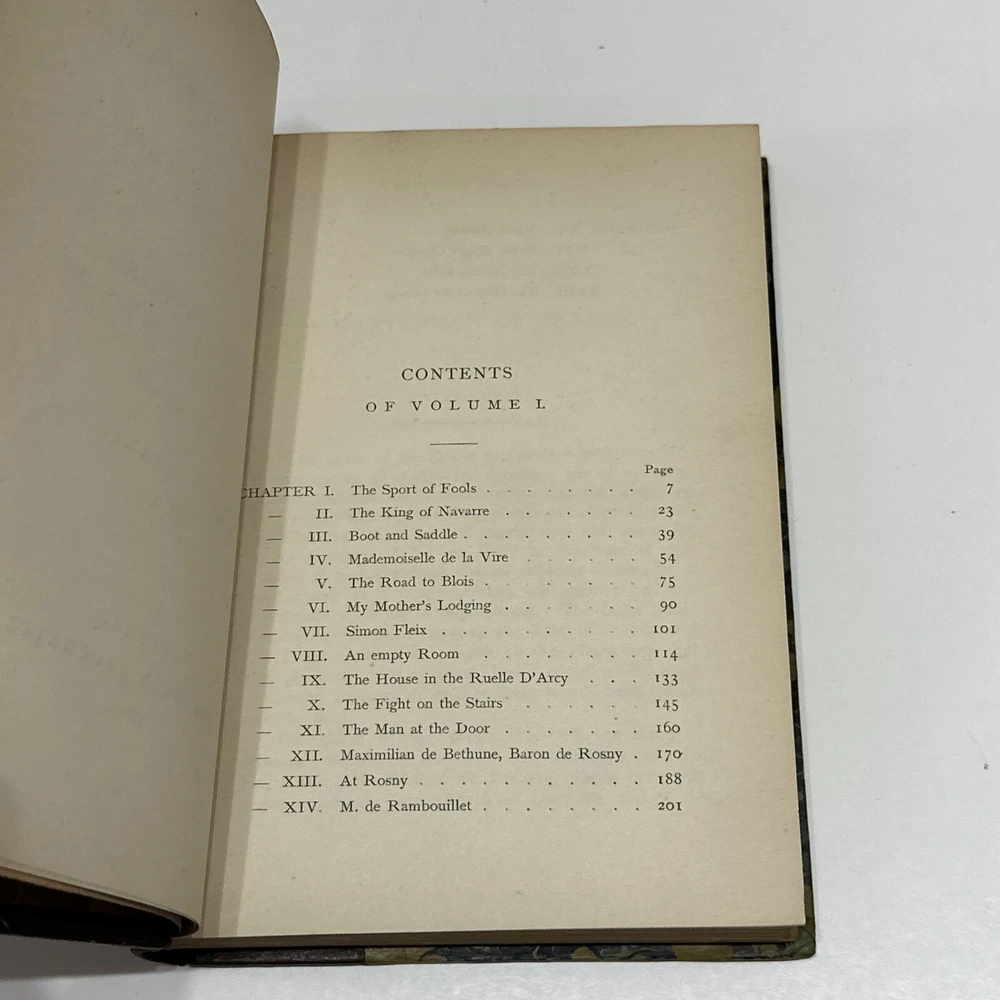 CONTENTS
OF VOLUME I.
Page
CHAPTER I. The Sport of Fools . . . . . . . . 7
— II. The King of Navarre . . . . . . . 23
— III. Boot and Saddle . . . . . . . . . 39
— IV. Mademoiselle de la Vire . . . . . . 54
— V. The Road to Blois . . . . . . . . 75
— VI. My Mother's Lodging . . . . . . . 90
— VII. Simon Fleix . . . . . . . . . . 101
— VIII. An empty Room . . . . . . . . 114
— IX. The House in the Ruelle D'Arcy . . . 133
— X. The Fight on the Stairs . . . . . . 145
— XI. The Man at the Door . . . . . . . 160
— XII. Maximilian de Bethune, Baron de Rosny . 170
— XIII. At Rosny . . . . . . . . . . . 188
— XIV. M. de Rambouillet . . . . . . . . 201